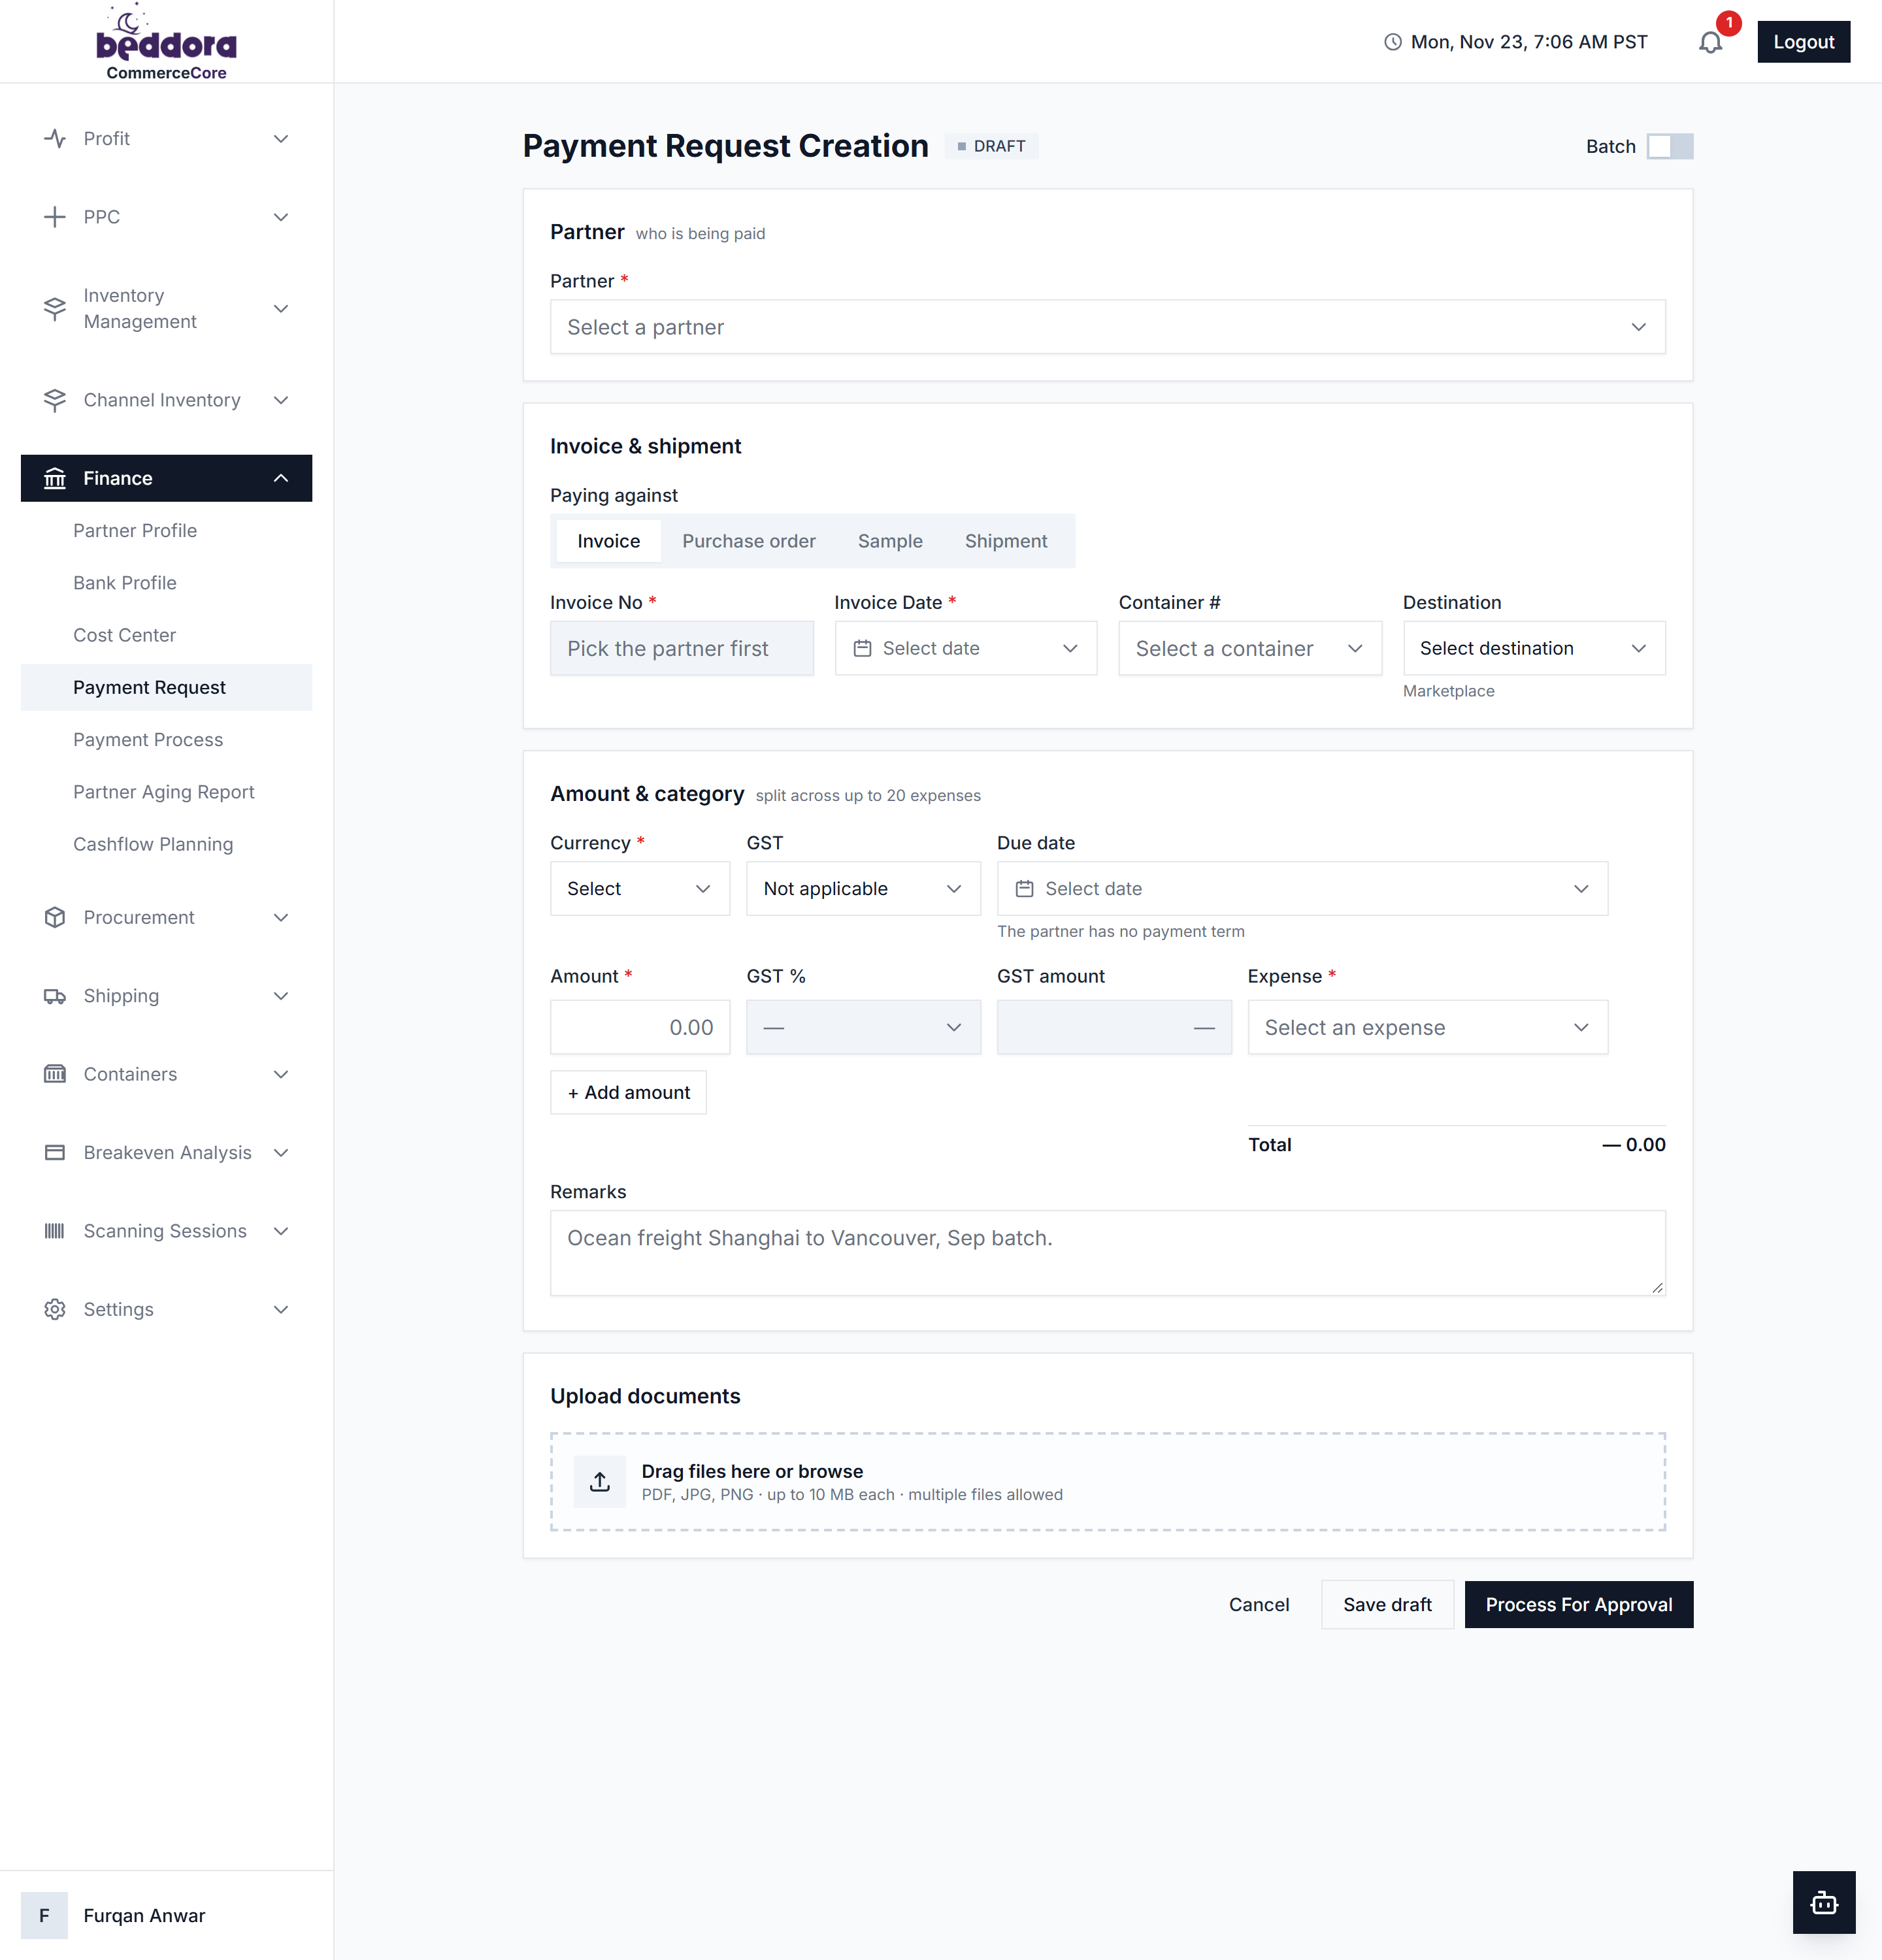 beddora
CommerceCore
Mon, Nov 23, 7:06 AM PST
1
Logout
Profit
PPC
Inventory
Management
Channel Inventory
Finance
Partner Profile
Bank Profile
Cost Center
Payment Request
Payment Process
Partner Aging Report
Cashflow Planning
Procurement
Shipping
Containers
Breakeven Analysis
Scanning Sessions
Settings
F
Furqan Anwar
Payment Request Creation
DRAFT
Batch
Partner who is being paid
Partner *
Select a partner
Invoice & shipment
Paying against
Invoice Purchase order Sample Shipment
Invoice No * Invoice Date * Container # Destination
Pick the partner first Select date Select a container Select destination
Marketplace
Amount & category split across up to 20 expenses
Currency * GST Due date
Select Not applicable Select date
The partner has no payment term
Amount * GST % GST amount Expense *
0.00 — — Select an expense
+ Add amount
Total — 0.00
Remarks
Ocean freight Shanghai to Vancouver, Sep batch.
Upload documents
Drag files here or browse
PDF, JPG, PNG · up to 10 MB each · multiple files allowed
Cancel Save draft Process For Approval